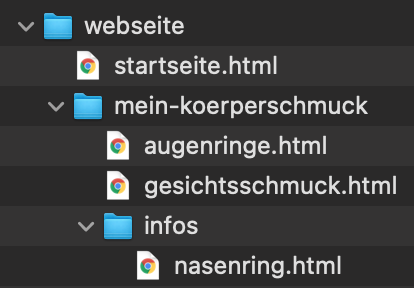 webseite
startseite.html
mein-koerperschmuck
augenringe.html
gesichtsschmuck.html
infos
nasenring.html